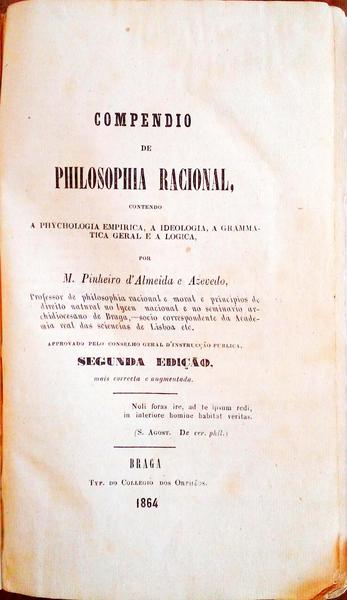 COMPENDIO
DE
PHILOSOPHIA RACIONAL,
CONTENDO
A PHYCHOLOGIA EMPIRICA, A IDEOLOGIA, A GRAMMA-
TICA GERAL E A LOGICA,
POR
M. Pinheiro d'Almeida e Azevedo,
Professor de philosophia racional e moral e principios de
direito natural no lyceu nacional e no seminario ar-
chidiocesano de Braga,—socio correspondente da Acade-
mia real das sciencias de Lisboa etc.
APPROVADO PELO CONSELHO GERAL D'INSTRUCÇÃO PUBLICA,
SEGUNDA EDIÇÃO,
mais correcta e augmentada.
Noli foras ire, ad te ipsum redi,
in interiore homine habitat veritas.
(S. AGOST. De ver. phil.)
BRAGA
TYP. DO COLLEGIO DOS ORPHÃOS.
1864